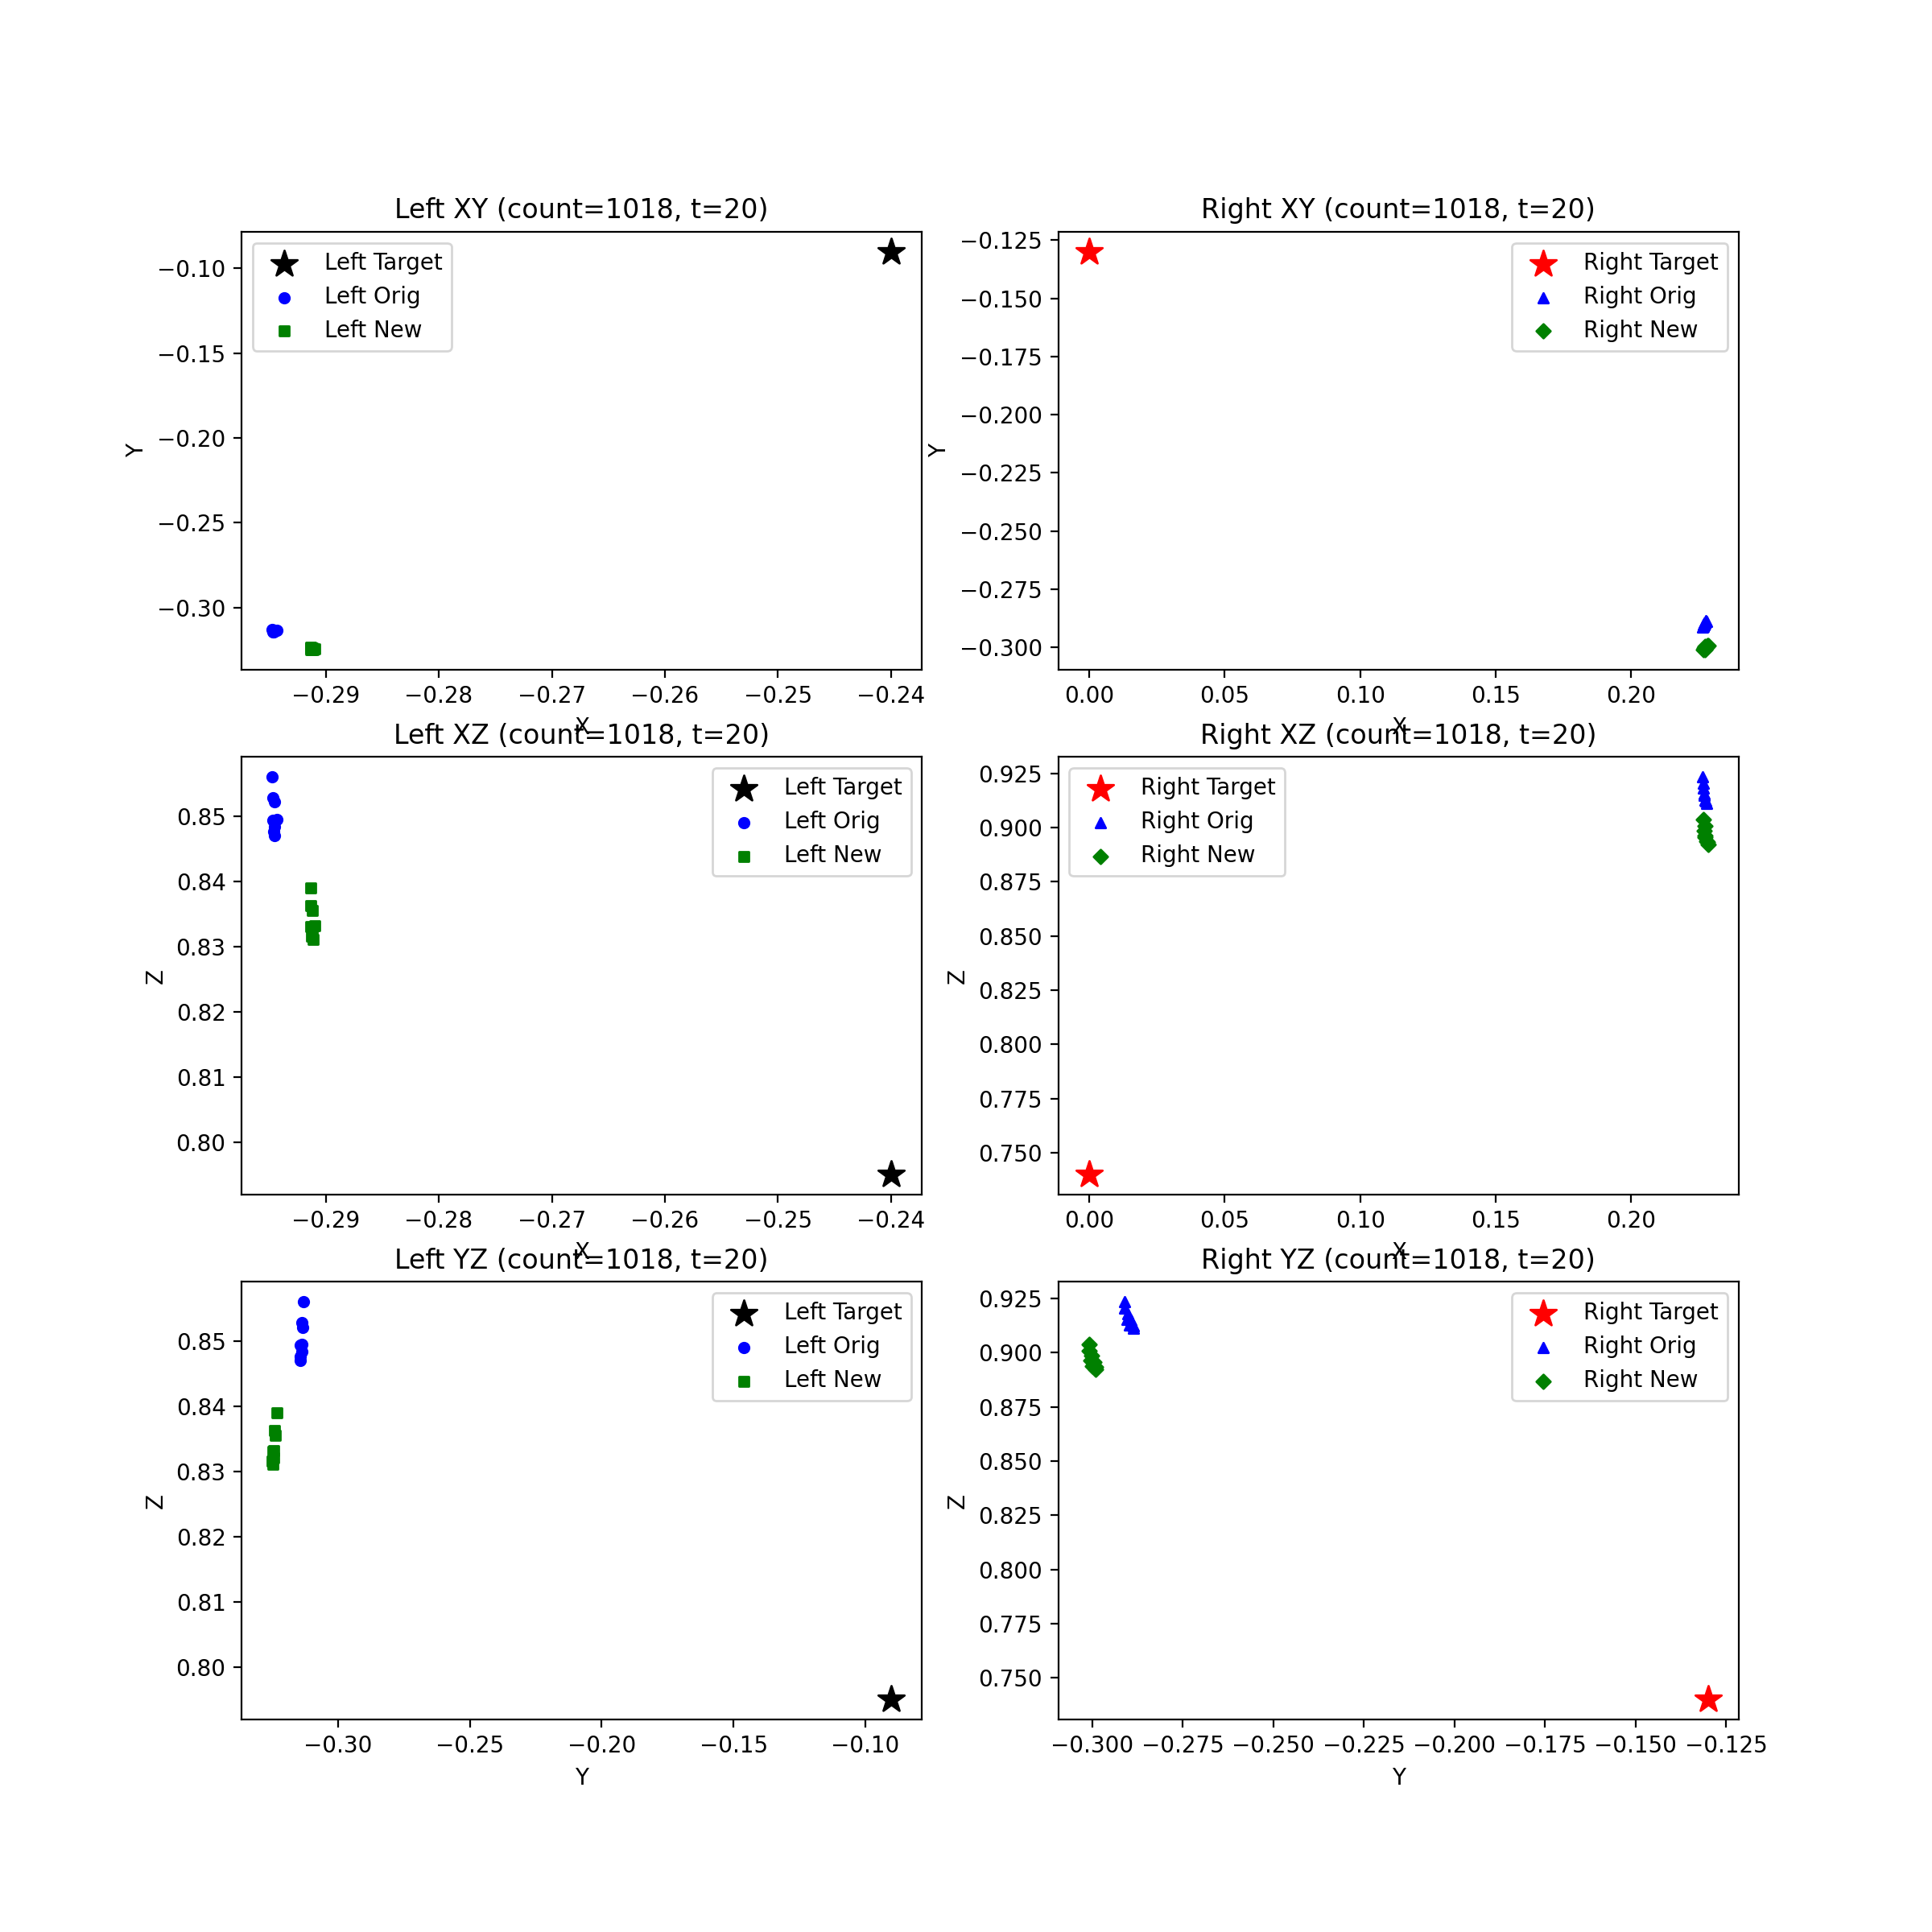 Left XY (count=1018, t=20)
Left Target
Left Orig
Left New
−0.10
−0.15
−0.20
−0.25
−0.30
Y
−0.29 −0.28 −0.27 −0.26 −0.25 −0.24
X
Right XY (count=1018, t=20)
Right Target
Right Orig
Right New
−0.125
−0.150
−0.175
−0.200
−0.225
−0.250
−0.275
−0.300
Y
0.00 0.05 0.10 0.15 0.20
X
Left XZ (count=1018, t=20)
Left Target
Left Orig
Left New
0.85
0.84
0.83
0.82
0.81
0.80
Z
−0.29 −0.28 −0.27 −0.26 −0.25 −0.24
X
Right XZ (count=1018, t=20)
Right Target
Right Orig
Right New
0.925
0.900
0.875
0.850
0.825
0.800
0.775
0.750
Z
0.00 0.05 0.10 0.15 0.20
X
Left YZ (count=1018, t=20)
Left Target
Left Orig
Left New
0.85
0.84
0.83
0.82
0.81
0.80
Z
−0.30 −0.25 −0.20 −0.15 −0.10
Y
Right YZ (count=1018, t=20)
Right Target
Right Orig
Right New
0.925
0.900
0.875
0.850
0.825
0.800
0.775
0.750
Z
−0.300 −0.275 −0.250 −0.225 −0.200 −0.175 −0.150 −0.125
Y